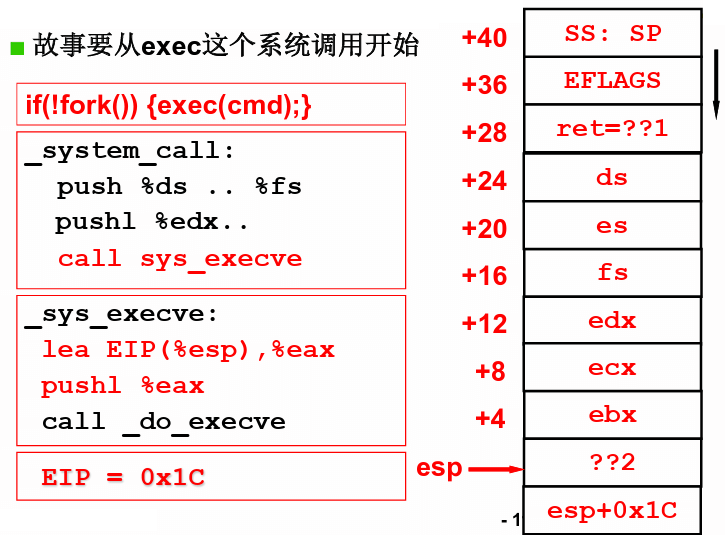 故事要从exec这个系统调用开始
if(!fork()) {exec(cmd);}
_system_call:
push %ds .. %fs
pushl %edx..
call sys_execve
_sys_execve:
lea EIP(%esp),%eax
pushl %eax
call _do_execve
EIP = 0x1C
+40 SS: SP
+36 EFLAGS
+28 ret=??1
+24 ds
+20 es
+16 fs
+12 edx
+8 ecx
+4 ebx
esp ??2
- 1 esp+0x1C